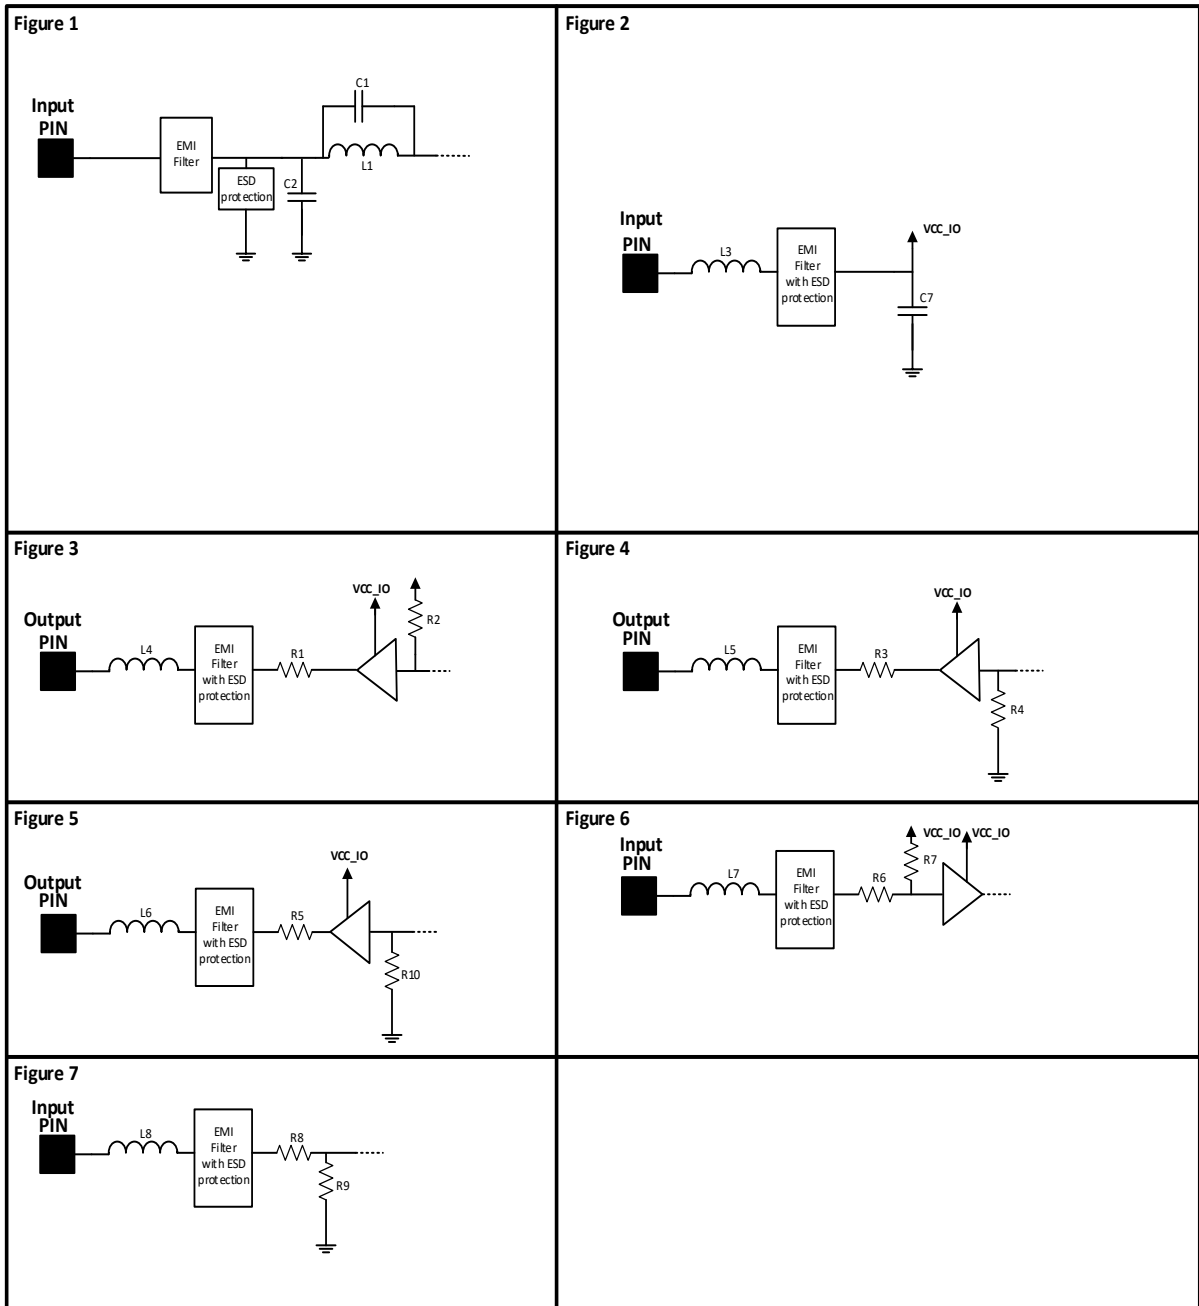 Figure 1
Input
PIN
EMI
Filter
ESD
protection
C2
C1
L1
Figure 2
Input
PIN
L3
EMI
Filter
with ESD
protection
VCC_IO
C7
Figure 3
Output
PIN
L4
EMI
Filter
with ESD
protection
R1
VCC_IO
R2
Figure 4
Output
PIN
L5
EMI
Filter
with ESD
protection
R3
VCC_IO
R4
Figure 5
Output
PIN
L6
EMI
Filter
with ESD
protection
R5
VCC_IO
R10
Figure 6
Input
PIN
L7
EMI
Filter
with ESD
protection
R6
VCC_IO VCC_IO
R7
Figure 7
Input
PIN
L8
EMI
Filter
with ESD
protection
R8
R9